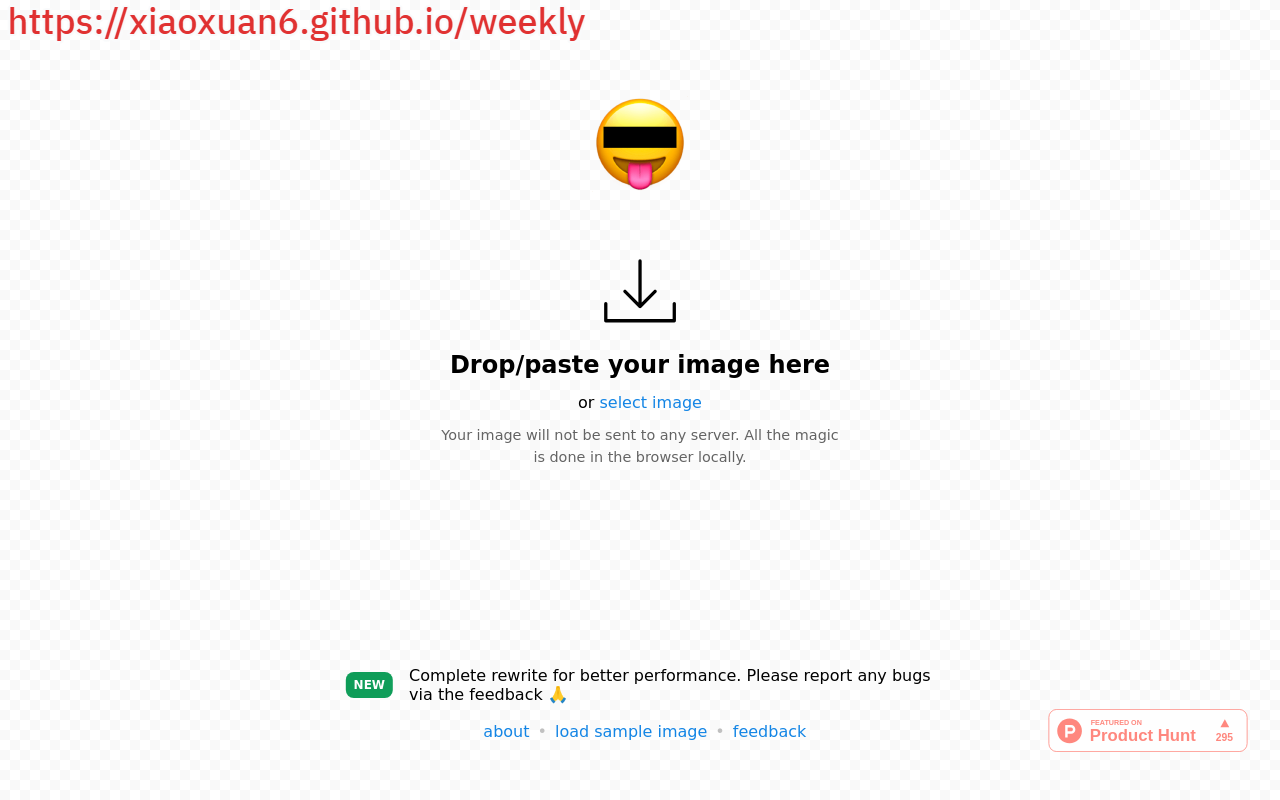 https://xiaoxuan6.github.io/weekly
Drop/paste your image here
or select image
Your image will not be sent to any server. All the magic
is done in the browser locally.
NEW
Complete rewrite for better performance. Please report any bugs
via the feedback 🙏
about • load sample image • feedback
P
FEATURED ON
Product Hunt
▲
295